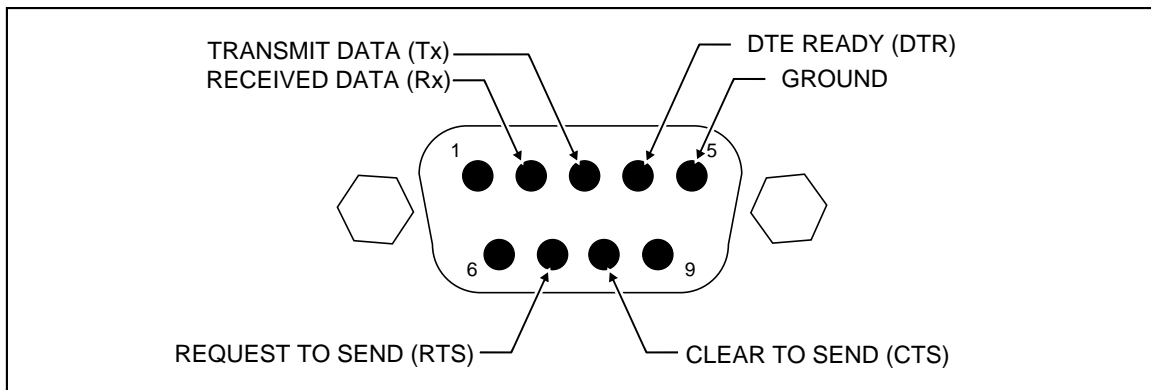 TRANSMIT DATA (Tx)
DTE READY (DTR)
RECEIVED DATA (Rx)
GROUND
1
5
6
9
REQUEST TO SEND (RTS)
CLEAR TO SEND (CTS)